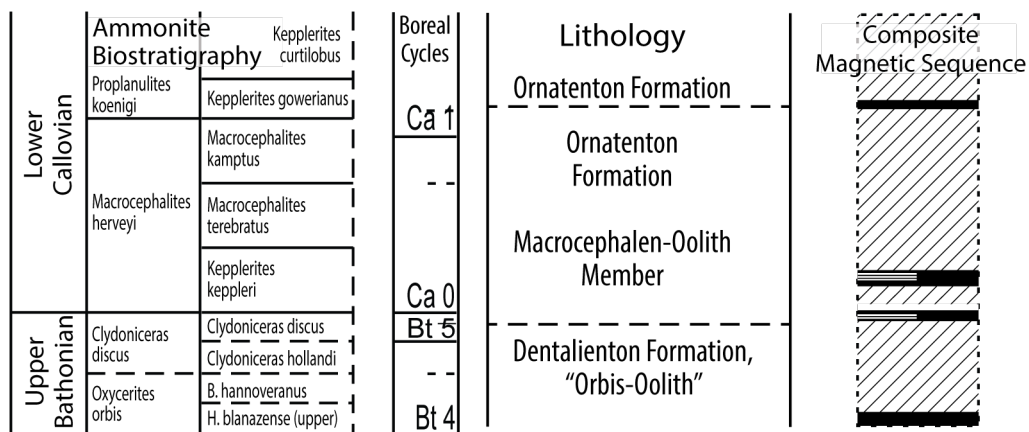 Ammonite
Biostratigraphy
Kepplerites
curtilobus
Boreal
Cycles
Lithology
Composite
Magnetic Sequence
Lower
Callovian
Proplanulites
koenigi
Kepplerites gowerianus
Ca 1
Ornatenton Formation
Macrocephalites
herveyi
Macrocephalites
kamptus
Ornatenton
Formation
Macrocephalites
terebratus
Macrocephalen-Oolith
Member
Kepplerites
keppleri
Ca 0
Upper
Bathonian
Clydoniceras
discus
Clydoniceras discus
Bt 5
Clydoniceras hollandi
Dentalienton Formation,
“Orbis-Oolith”
Oxycerites
orbis
B. hannoveranus
H. blanazense (upper)
Bt 4